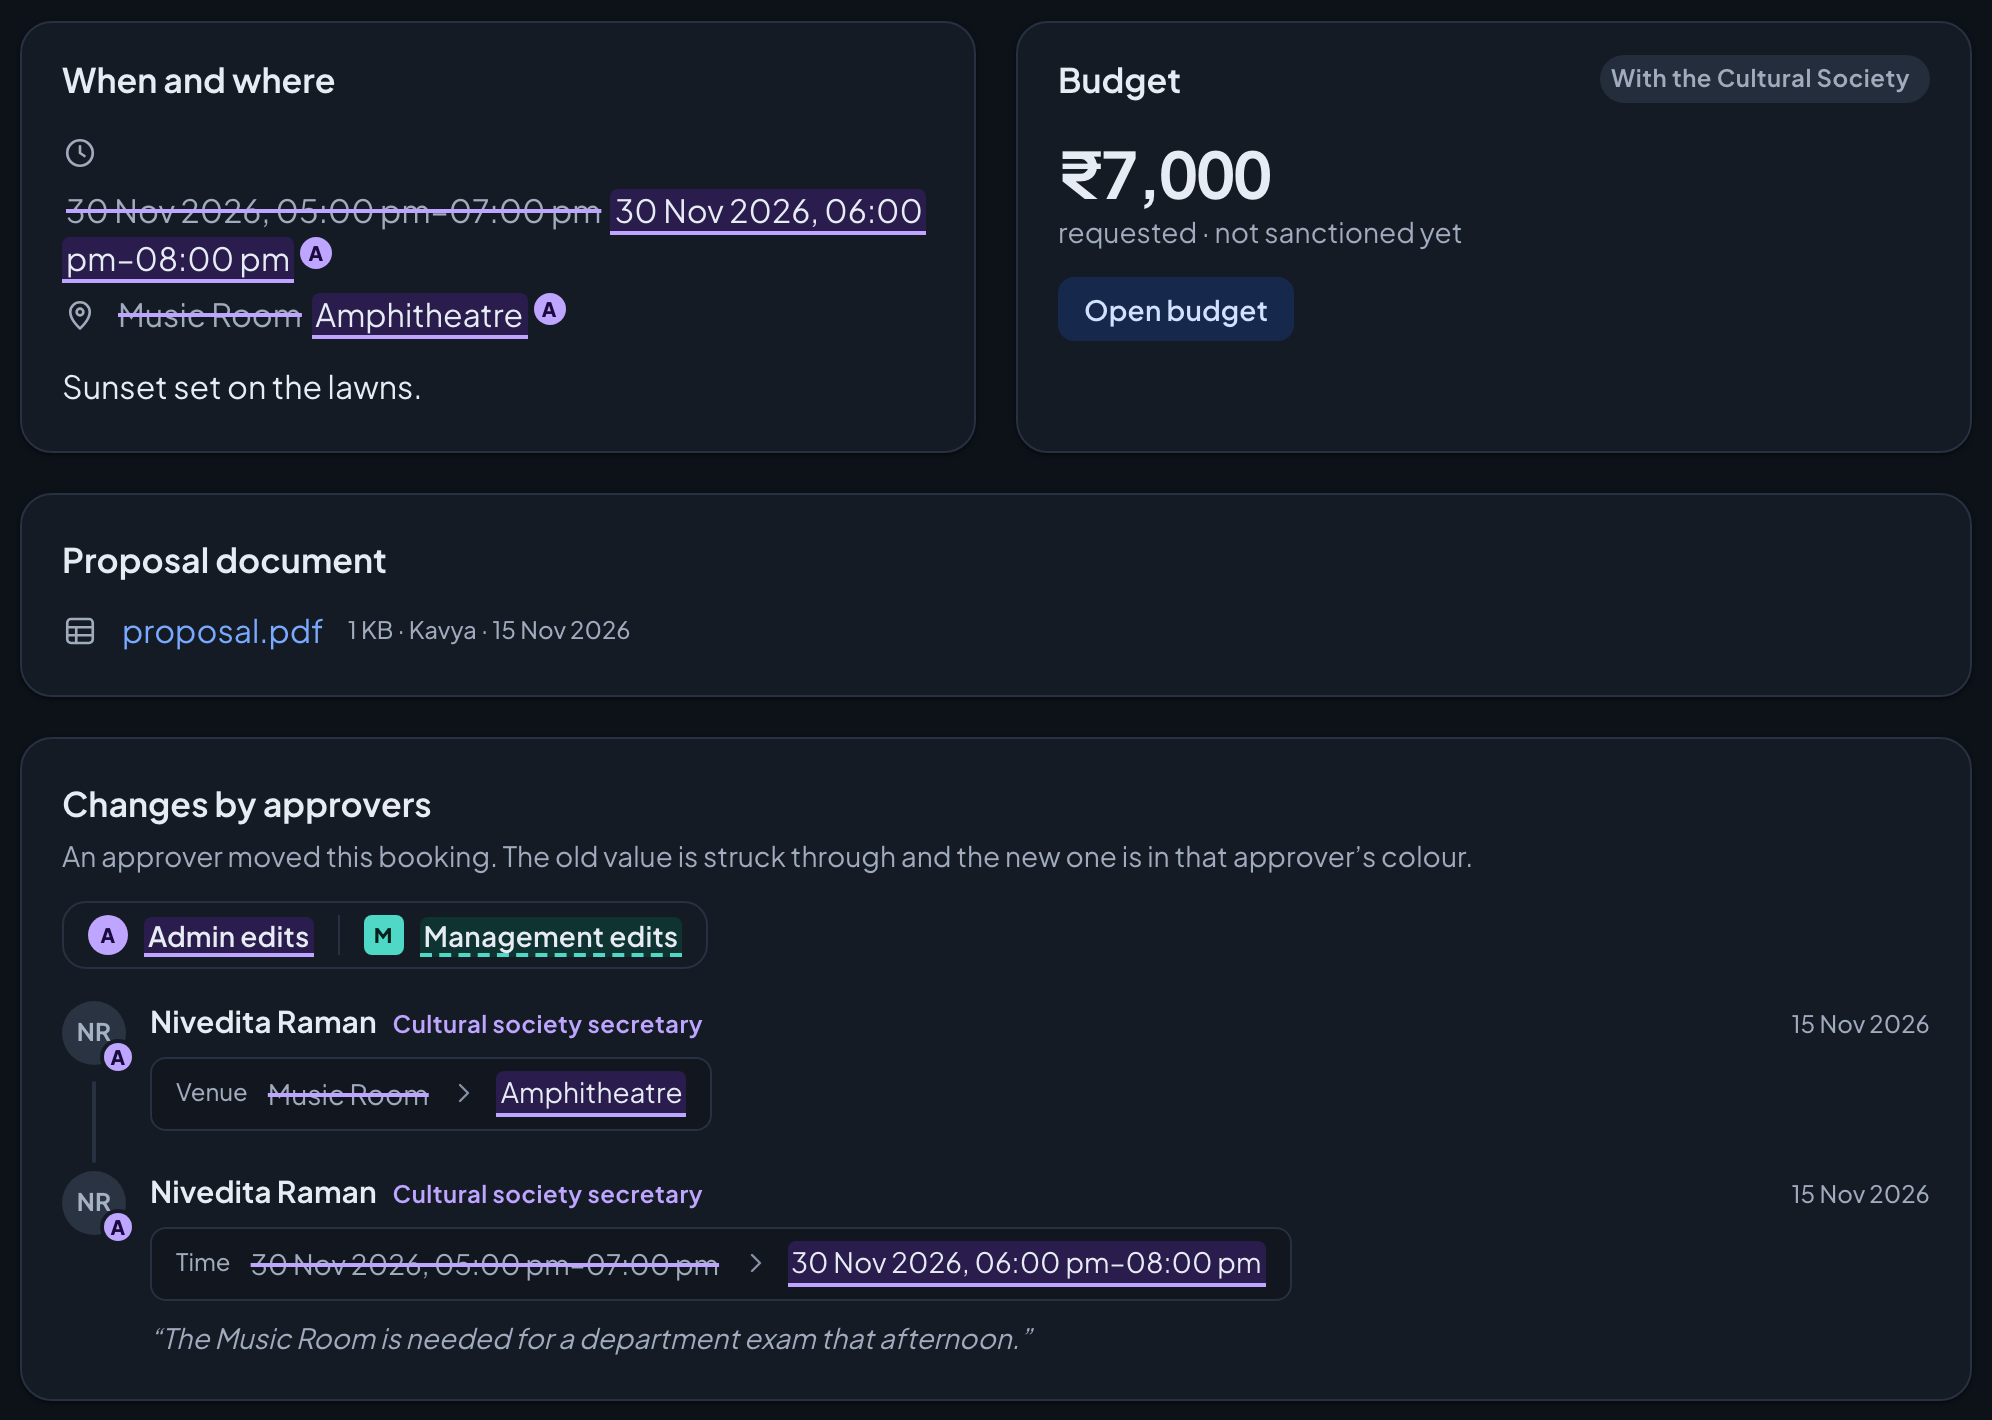 When and where
30 Nov 2026, 05:00 pm–07:00 pm 30 Nov 2026, 06:00
pm–08:00 pm A
Music Room Amphitheatre A
Sunset set on the lawns.
Budget
With the Cultural Society
₹7,000
requested · not sanctioned yet
Open budget
Proposal document
proposal.pdf 1 KB · Kavya · 15 Nov 2026
Changes by approvers
An approver moved this booking. The old value is struck through and the new one is in that approver’s colour.
A Admin edits M Management edits
NR A Nivedita Raman Cultural society secretary 15 Nov 2026
Venue Music Room > Amphitheatre
NR A Nivedita Raman Cultural society secretary 15 Nov 2026
Time 30 Nov 2026, 05:00 pm–07:00 pm > 30 Nov 2026, 06:00 pm–08:00 pm
“The Music Room is needed for a department exam that afternoon.”